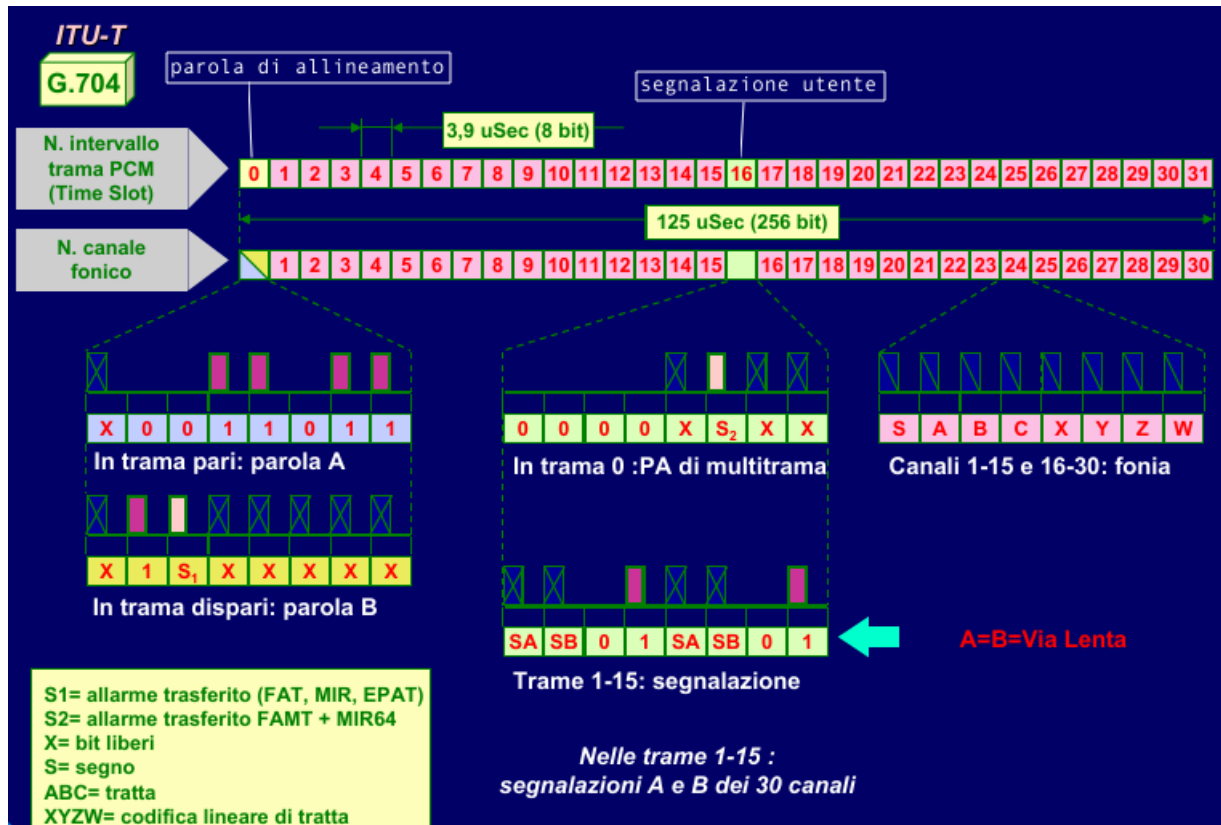 ITU-T
G.704
parola di allineamento
segnalazione utente
3,9 uSec (8 bit)
N. intervallo
trama PCM
(Time Slot)
0 1 2 3 4 5 6 7 8 9 10 11 12 13 14 15 16 17 18 19 20 21 22 23 24 25 26 27 28 29 30 31
125 uSec (256 bit)
N. canale
fonico
1 2 3 4 5 6 7 8 9 10 11 12 13 14 15 16 17 18 19 20 21 22 23 24 25 26 27 28 29 30
X 0 0 1 1 0 1 1
In trama pari: parola A
0 0 0 0 X S2 X X
In trama 0 :PA di multitrama
S A B C X Y Z W
Canali 1-15 e 16-30: fonia
X 1 S1 X X X X X
In trama dispari: parola B
SA SB 0 1 SA SB 0 1
A=B=Via Lenta
Trame 1-15: segnalazione
S1= allarme trasferito (FAT, MIR, EPAT)
S2= allarme trasferito FAMT + MIR64
X= bit liberi
S= segno
ABC= tratta
XYZW= codifica lineare di tratta
Nelle trame 1-15 :
segnalazioni A e B dei 30 canali